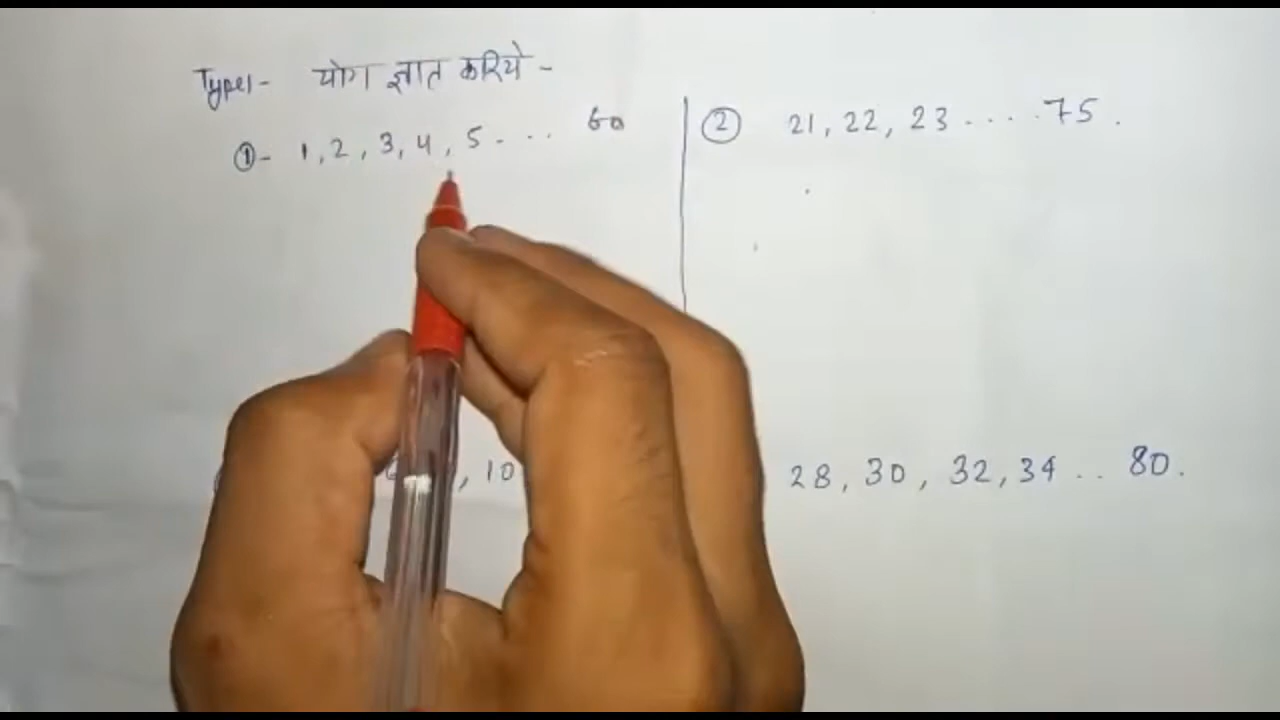 Type1- योग ज्ञात करिये -
①- 1, 2, 3, 4, 5 - ... 60
② 21, 22, 23 .... 75 .
, 10
28, 30, 32, 34 .. 80.